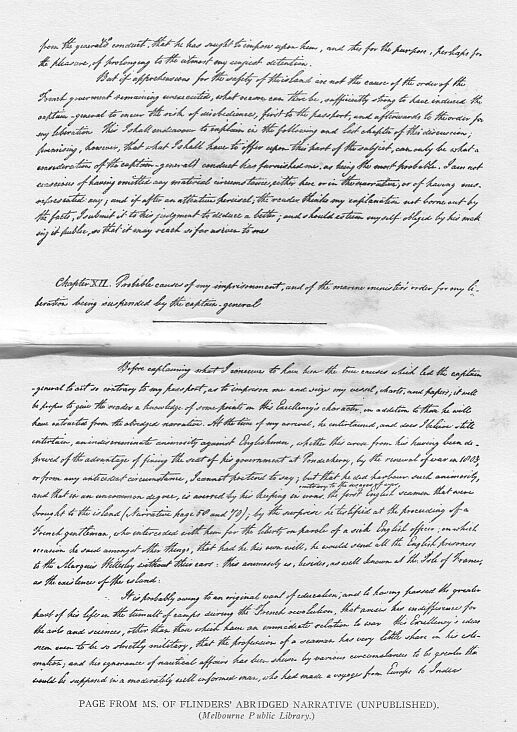 from the general's conduct, that he has sought to impose upon him, and this for the purpose, perhaps for
the pleasure, of prolonging to the utmost my unjust detention.
But if apprehensions for the safety of the island are not the cause of the order of the
French goverment remaining unexecuted, what reason can there be, sufficiently strong to have induced the
captain-general to incur the risk of disobedience, first to the passport, and afterwards to the order for
my liberation This I shall endeavour to explain in the following and last chapter of this discussion;
premising, however, that what I shall have to offer upon this part of the subject, can only be what a
consideration of the captain-generals conduct has furnished me, as being the most probable. I am not
conscious of having omitted any material circumstance, either here or in the narrative, or of having mis-
represented any; and if after an attentive perusal, the reader thinks my explanation not borne out by
the facts, I submit it to his judgment to deduce a better; and should esteem myself obliged by his mak
ing it public, so that it may reach so far as even to me
Chapter XII. Probable causes of my imprisonment, and of the marine minister's order for my li-
beration being suspended by the captain-general
Before explaining what I conceive to have been the true causes which led the captain
-general to act so contrary to my passport, as to imprison me and seize my vessel, charts, and papers, it will
be proper to give the reader a knowledge of some points in His Excellency's character, in addition to those he will
have extracted from the abridged narrative. At the time of my arrival, he entertained, and does I believe still
entertain, an indiscriminate animosity against Englishmen, whether this arose from his having been de-
prived of the advantage of fixing the seat of his government at Pondicherry, by the renewal of war in 1803,
or from any antecedent circumstance, I cannot pretend to say; but that he did harbour such animosity,
and that in an uncommon degree, is averred by his keeping in irons contrary to the usages of war, the first English seamen that were
brought to the island (Narrative page 58 and 70), by the surprise he testified at the proceeding of a
French gentleman, who interceded with him for the liberty on parole of a sick English officer; on which
occasion he said amongst other things, that had he his own will, he would send all the English prisoners
to the Marquis Wellesley without their ears: this animosity is, besides, as well known at the Isle of France,
as the existence of the island.
It is probably owing to an original want of education, and to having passed the greater
part of his life in the tumult of camps during the French revolution, that arises his indifference for
the arts and sciences, other than those which have an immediate relation to war. His Excellency's ideas
seem even to be so strictly military, that the profession of a seaman has very little share in his esti-
mation; and his ignorance of nautical affairs has been shewn by various circumstances to be greater than
would be supposed in a moderately well informed man, who had made a voyage from Europe to India
PAGE FROM MS. OF FLINDERS' ABRIDGED NARRATIVE (UNPUBLISHED).
(Melbourne Public Library.)